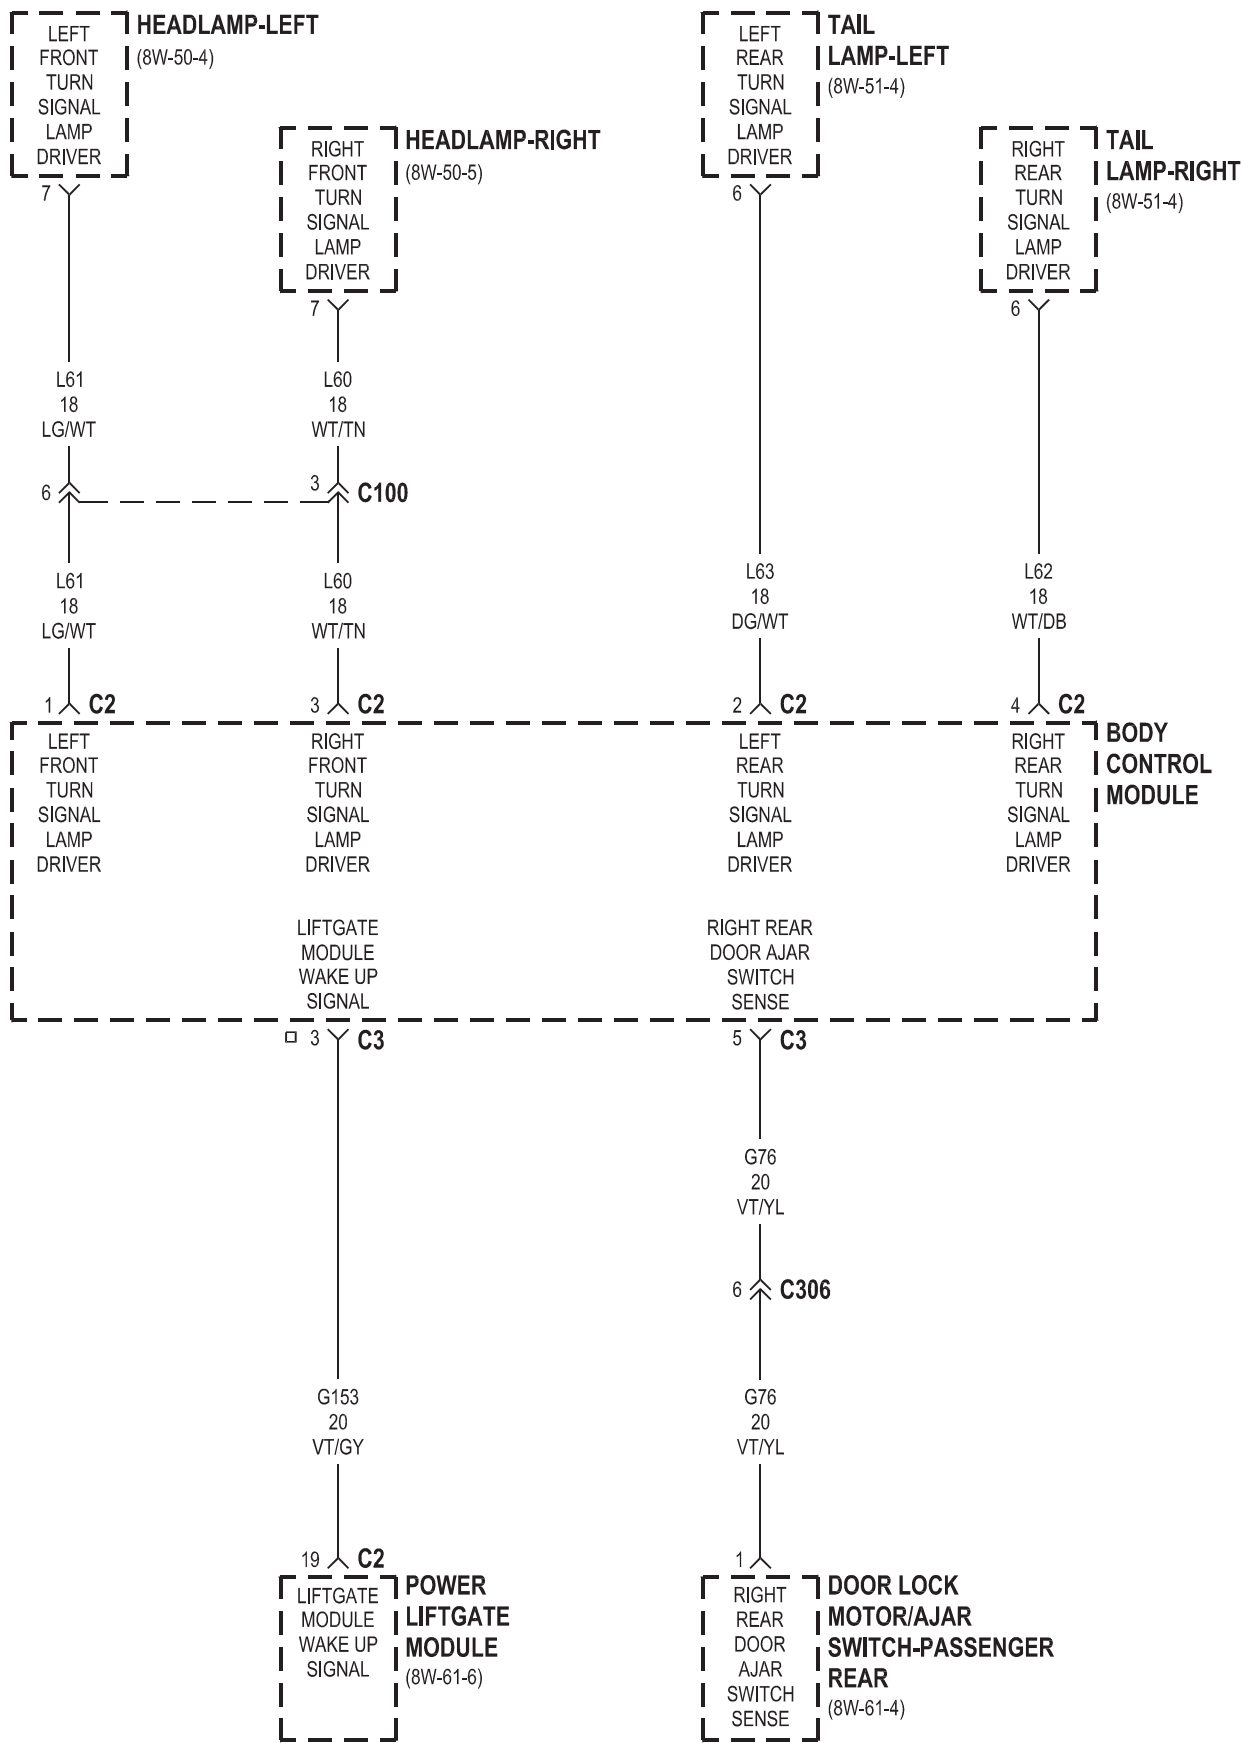 LEFT
FRONT
TURN
SIGNAL
LAMP
DRIVER
HEADLAMP-LEFT
(8W-50-4)
7
RIGHT
FRONT
TURN
SIGNAL
LAMP
DRIVER
HEADLAMP-RIGHT
(8W-50-5)
7
LEFT
REAR
TURN
SIGNAL
LAMP
DRIVER
TAIL
LAMP-LEFT
(8W-51-4)
6
RIGHT
REAR
TURN
SIGNAL
LAMP
DRIVER
TAIL
LAMP-RIGHT
(8W-51-4)
6
L61
18
LG/WT
L60
18
WT/TN
6
3
C100
L61
18
LG/WT
L60
18
WT/TN
L63
18
DG/WT
L62
18
WT/DB
1 C2
3 C2
2 C2
4 C2
LEFT
FRONT
TURN
SIGNAL
LAMP
DRIVER
RIGHT
FRONT
TURN
SIGNAL
LAMP
DRIVER
LEFT
REAR
TURN
SIGNAL
LAMP
DRIVER
RIGHT
REAR
TURN
SIGNAL
LAMP
DRIVER
BODY
CONTROL
MODULE
LIFTGATE
MODULE
WAKE UP
SIGNAL
RIGHT REAR
DOOR AJAR
SWITCH
SENSE
3 C3
5 C3
G76
20
VT/YL
6 C306
G153
20
VT/GY
G76
20
VT/YL
19 C2
1
LIFTGATE
MODULE
WAKE UP
SIGNAL
POWER
LIFTGATE
MODULE
(8W-61-6)
RIGHT
REAR
DOOR
AJAR
SWITCH
SENSE
DOOR LOCK
MOTOR/AJAR
SWITCH-PASSENGER
REAR
(8W-61-4)